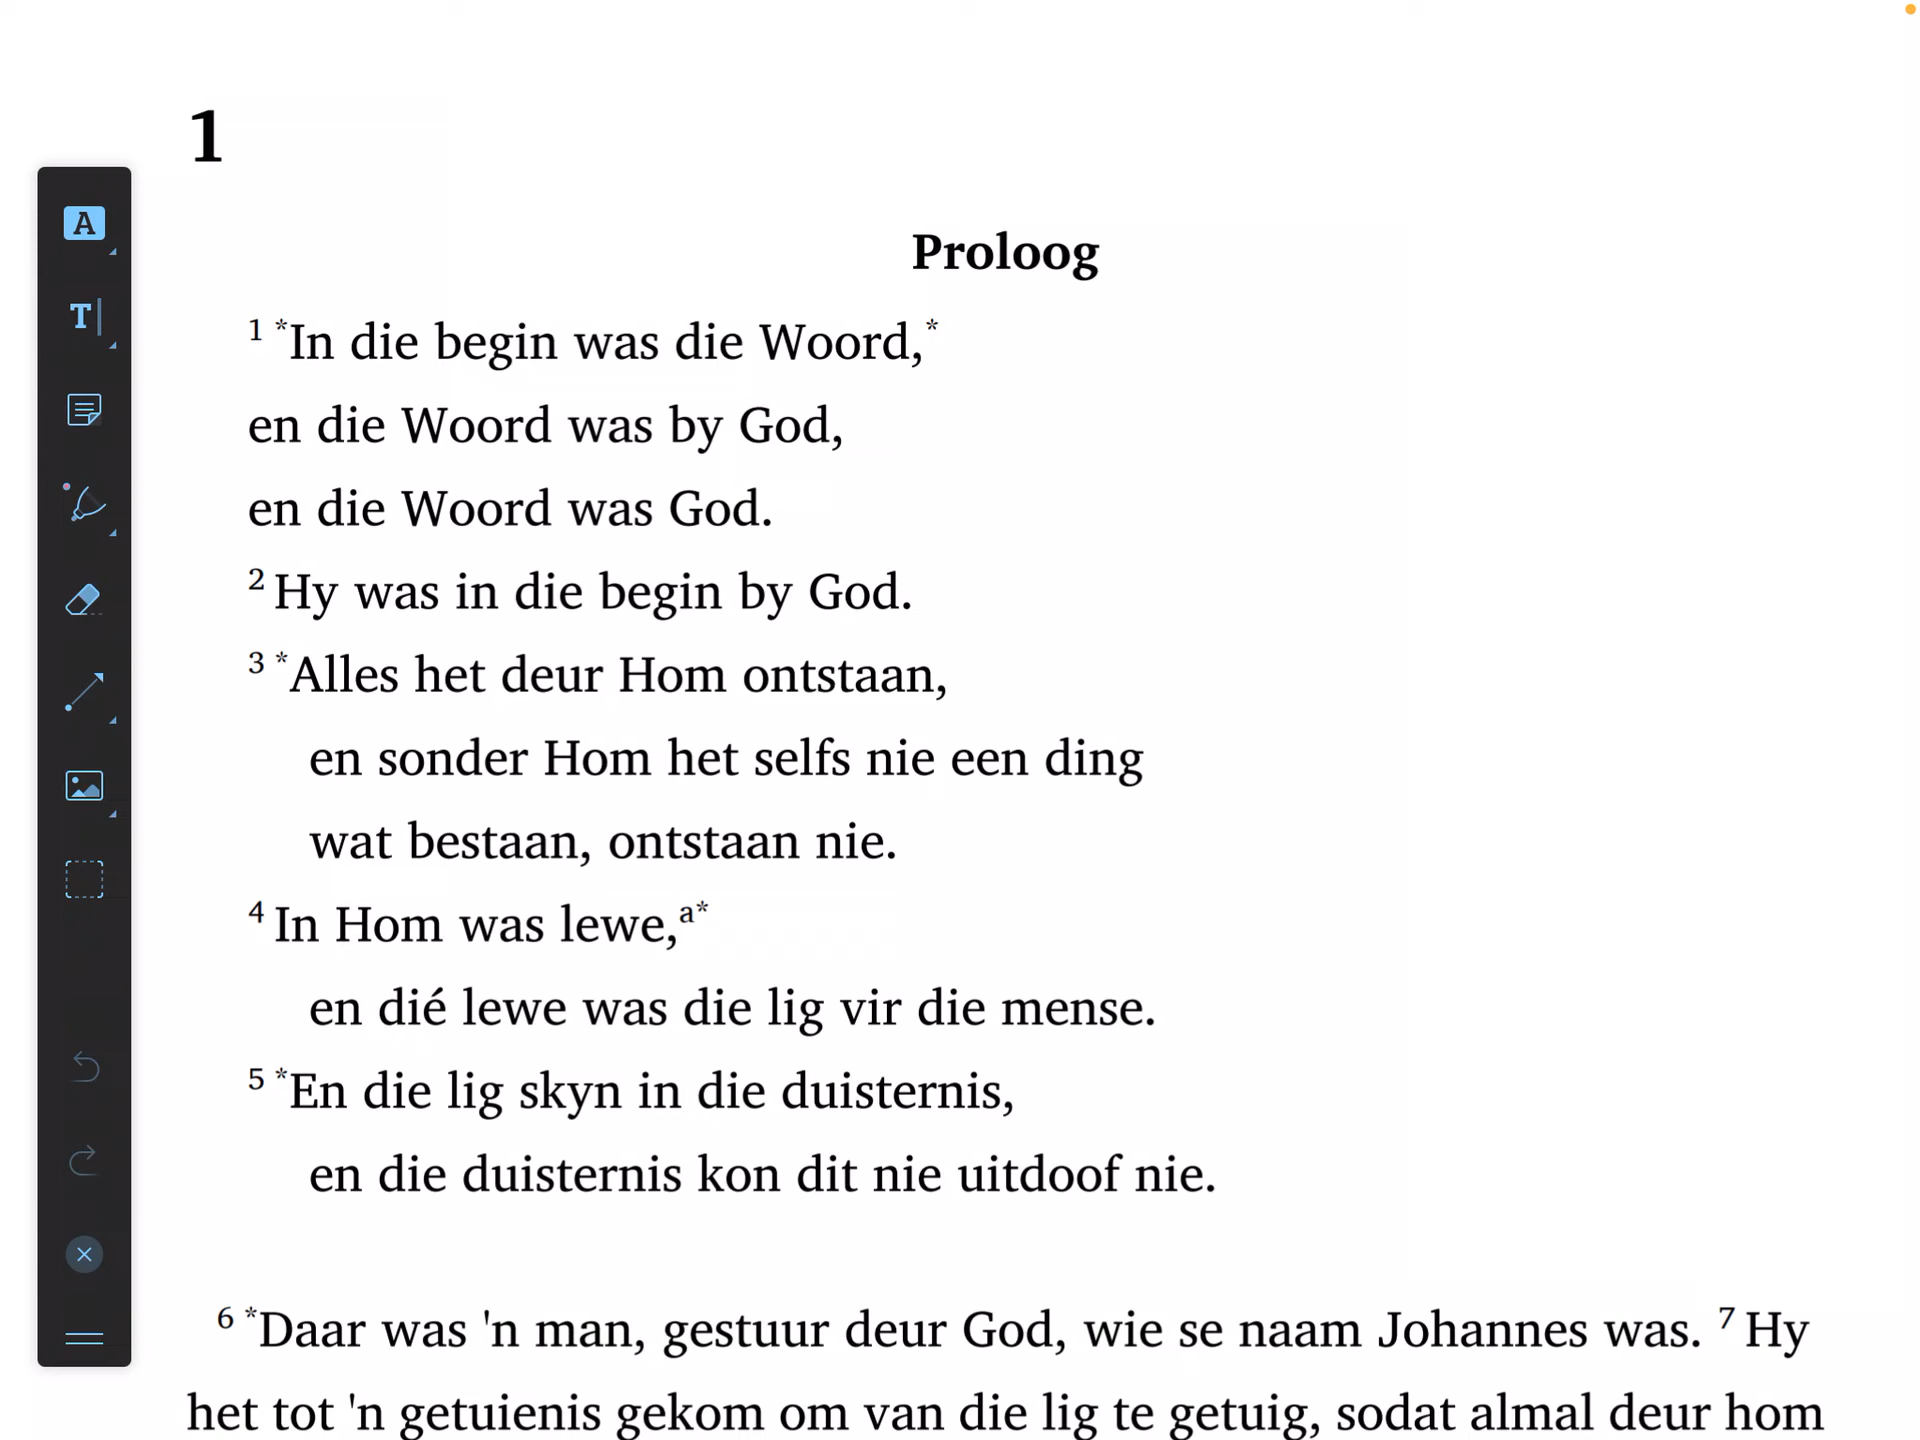 1
Proloog
1 *In die begin was die Woord,*
en die Woord was by God,
en die Woord was God.
2 Hy was in die begin by God.
3 *Alles het deur Hom ontstaan,
en sonder Hom het selfs nie een ding
wat bestaan, ontstaan nie.
4 In Hom was lewe,a*
en dié lewe was die lig vir die mense.
5 *En die lig skyn in die duisternis,
en die duisternis kon dit nie uitdoof nie.
6 *Daar was 'n man, gestuur deur God, wie se naam Johannes was. 7 Hy
het tot 'n getuienis gekom om van die lig te getuig, sodat almal deur hom